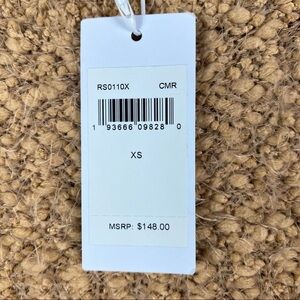 RS0110X CMR
1 93666 09828 0
XS
MSRP: $148.00